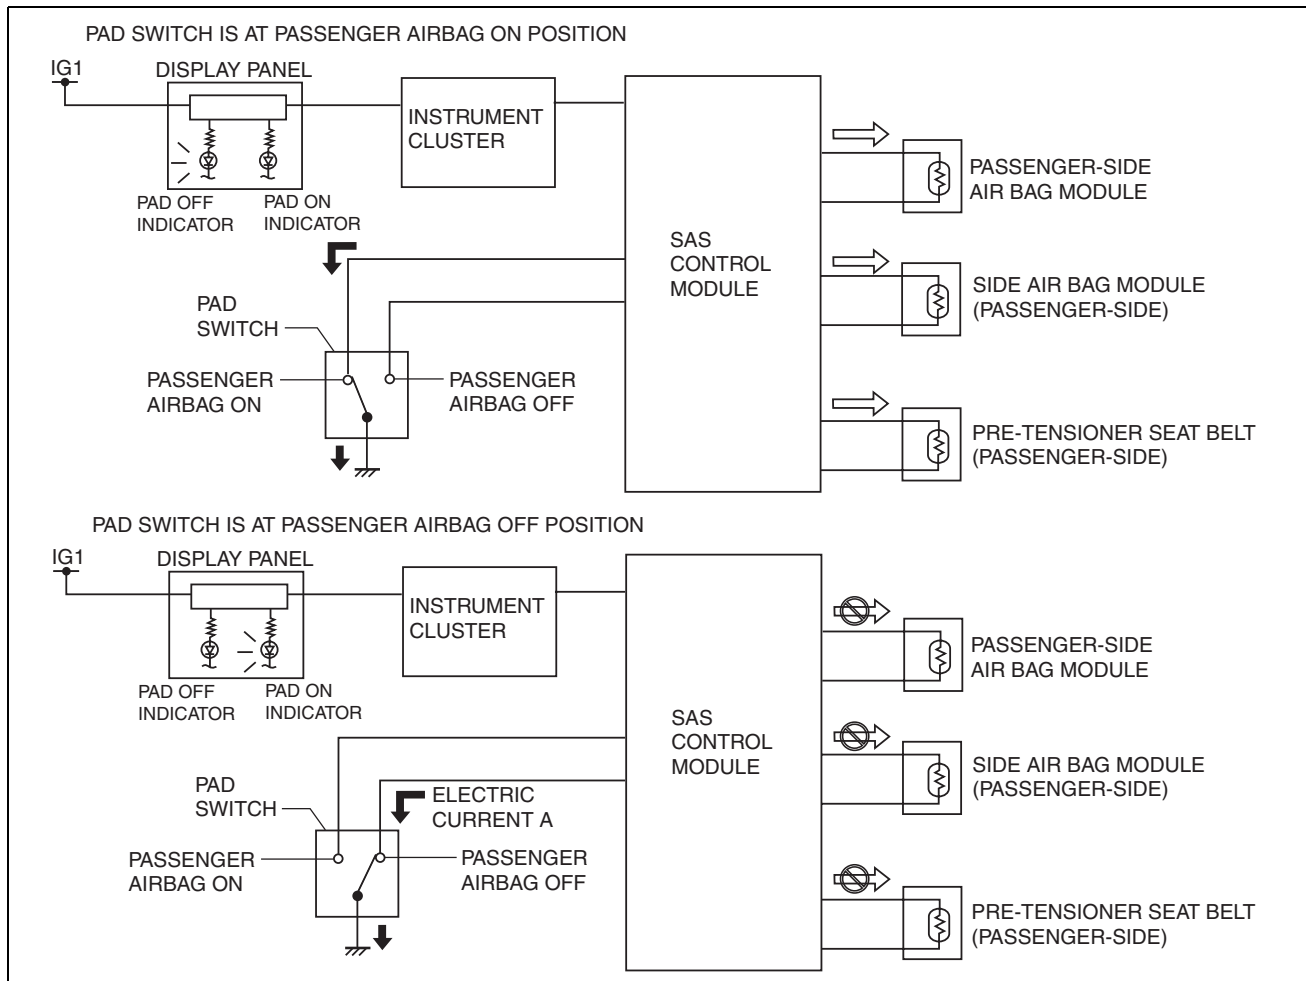 PAD SWITCH IS AT PASSENGER AIRBAG ON POSITION
IG1
DISPLAY PANEL
INSTRUMENT
CLUSTER
PAD OFF
INDICATOR
PAD ON
INDICATOR
SAS
CONTROL
MODULE
PASSENGER-SIDE
AIR BAG MODULE
SIDE AIR BAG MODULE
(PASSENGER-SIDE)
PRE-TENSIONER SEAT BELT
(PASSENGER-SIDE)
PAD
SWITCH
PASSENGER
AIRBAG ON
PASSENGER
AIRBAG OFF
PAD SWITCH IS AT PASSENGER AIRBAG OFF POSITION
IG1
DISPLAY PANEL
INSTRUMENT
CLUSTER
PAD OFF
INDICATOR
PAD ON
INDICATOR
SAS
CONTROL
MODULE
PASSENGER-SIDE
AIR BAG MODULE
SIDE AIR BAG MODULE
(PASSENGER-SIDE)
PRE-TENSIONER SEAT BELT
(PASSENGER-SIDE)
PAD
SWITCH
ELECTRIC
CURRENT A
PASSENGER
AIRBAG ON
PASSENGER
AIRBAG OFF